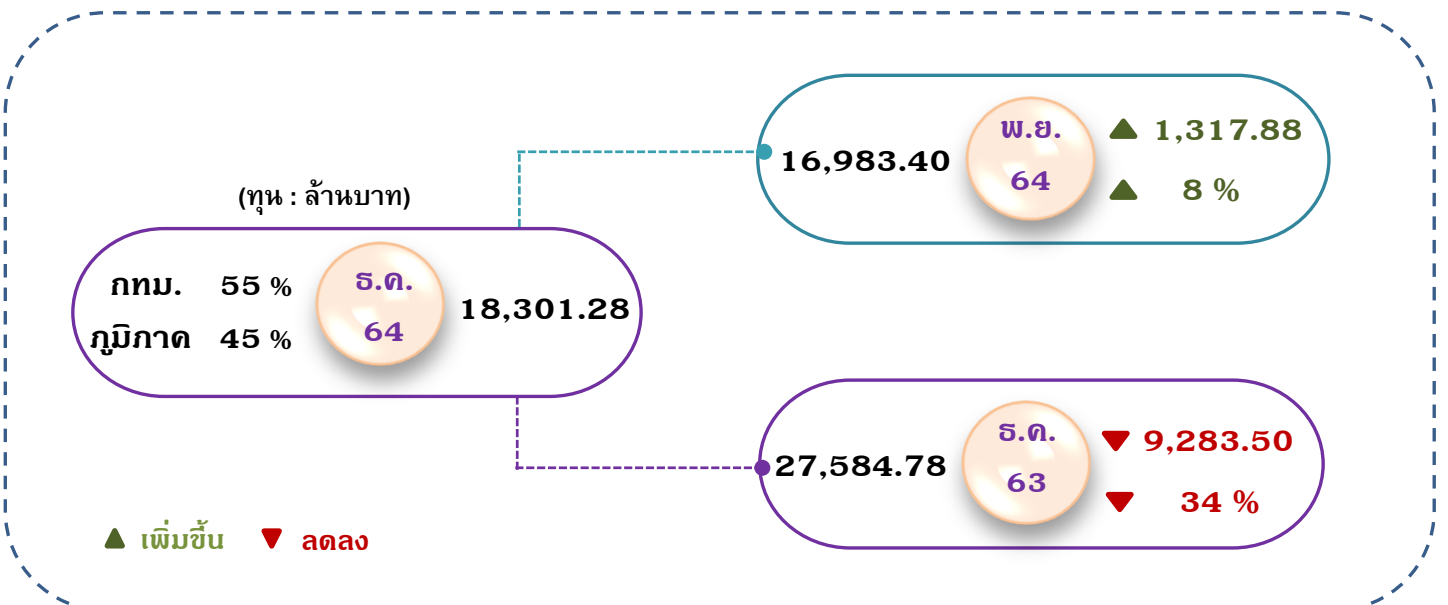 (ทุน : ล้านบาท)
กทม. 55 %
ภูมิภาค 45 %
ธ.ค.
64
18,301.28
16,983.40
พ.ย.
64
▲ 1,317.88
▲ 8 %
27,584.78
ธ.ค.
63
▼ 9,283.50
▼ 34 %
▲ เพิ่มขึ้น ▼ ลดลง